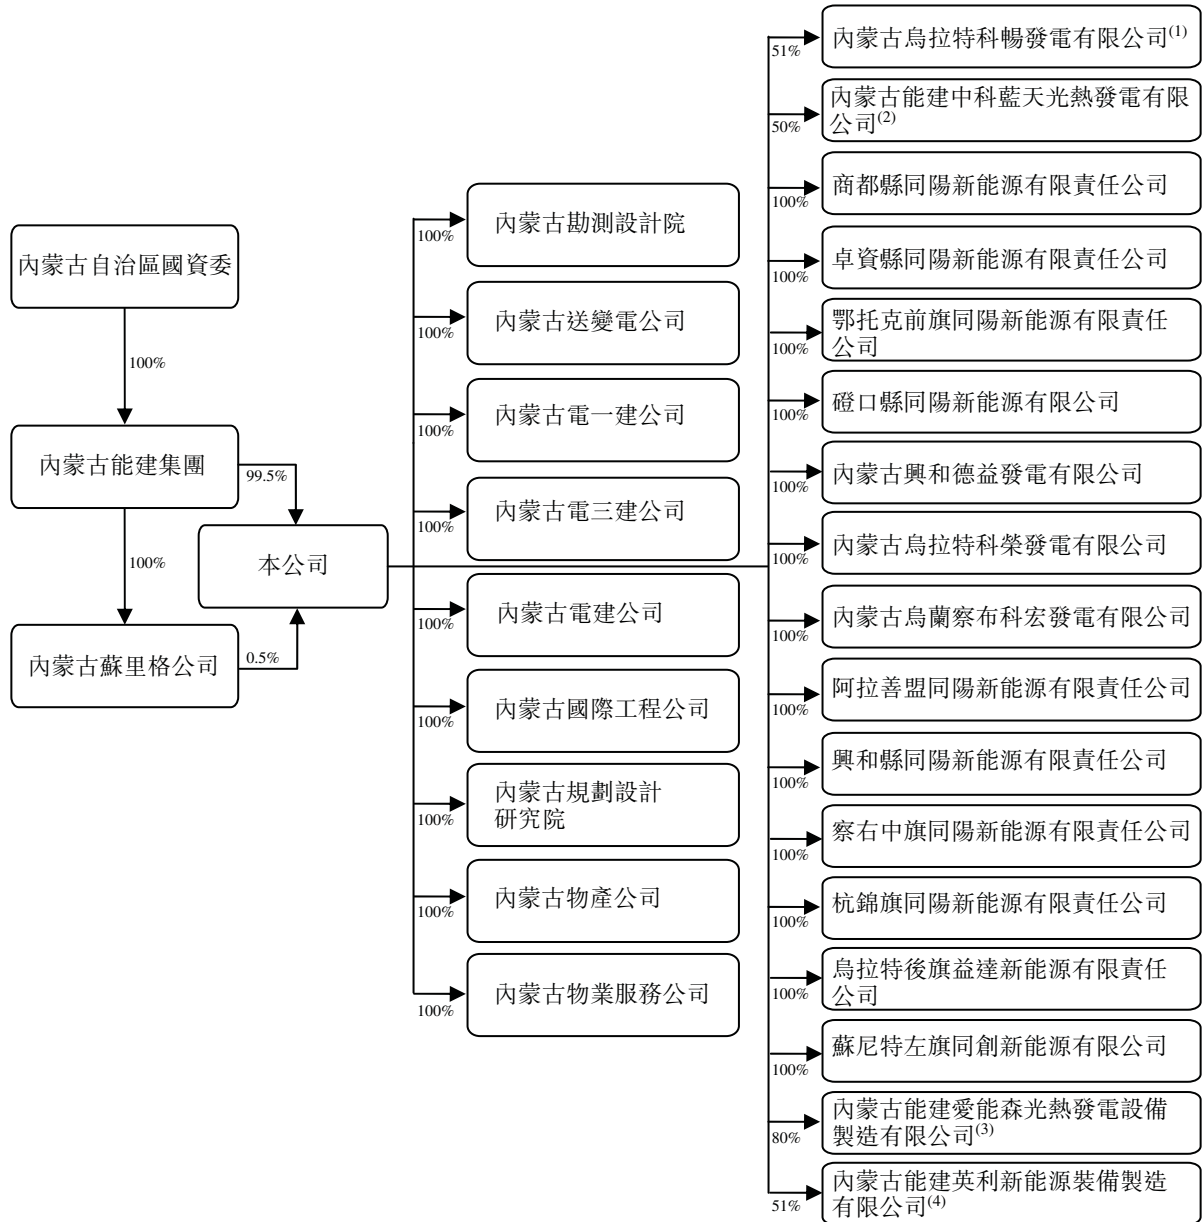 內蒙古自治區國資委
100%
內蒙古能建集團
99.5%
100%
內蒙古蘇里格公司
0.5%
本公司
100%
內蒙古勘測設計院
100%
內蒙古送變電公司
100%
內蒙古電一建公司
100%
內蒙古電三建公司
100%
內蒙古電建公司
100%
內蒙古國際工程公司
100%
內蒙古規劃設計
研究院
100%
內蒙古物產公司
100%
內蒙古物業服務公司
51%
內蒙古烏拉特科暢發電有限公司(1)
50%
內蒙古能建中科藍天光熱發電有限
公司(2)
100%
商都縣同陽新能源有限責任公司
100%
卓資縣同陽新能源有限責任公司
100%
鄂托克前旗同陽新能源有限責任
公司
100%
磴口縣同陽新能源有限公司
100%
內蒙古興和德益發電有限公司
100%
內蒙古烏拉特科榮發電有限公司
100%
內蒙古烏蘭察布科宏發電有限公司
100%
阿拉善盟同陽新能源有限責任公司
100%
興和縣同陽新能源有限責任公司
100%
察右中旗同陽新能源有限責任公司
100%
杭錦旗同陽新能源有限責任公司
100%
烏拉特後旗益達新能源有限責任
公司
100%
蘇尼特左旗同創新能源有限公司
80%
內蒙古能建愛能森光熱發電設備
製造有限公司(3)
51%
內蒙古能建英利新能源裝備製造
有限公司(4)